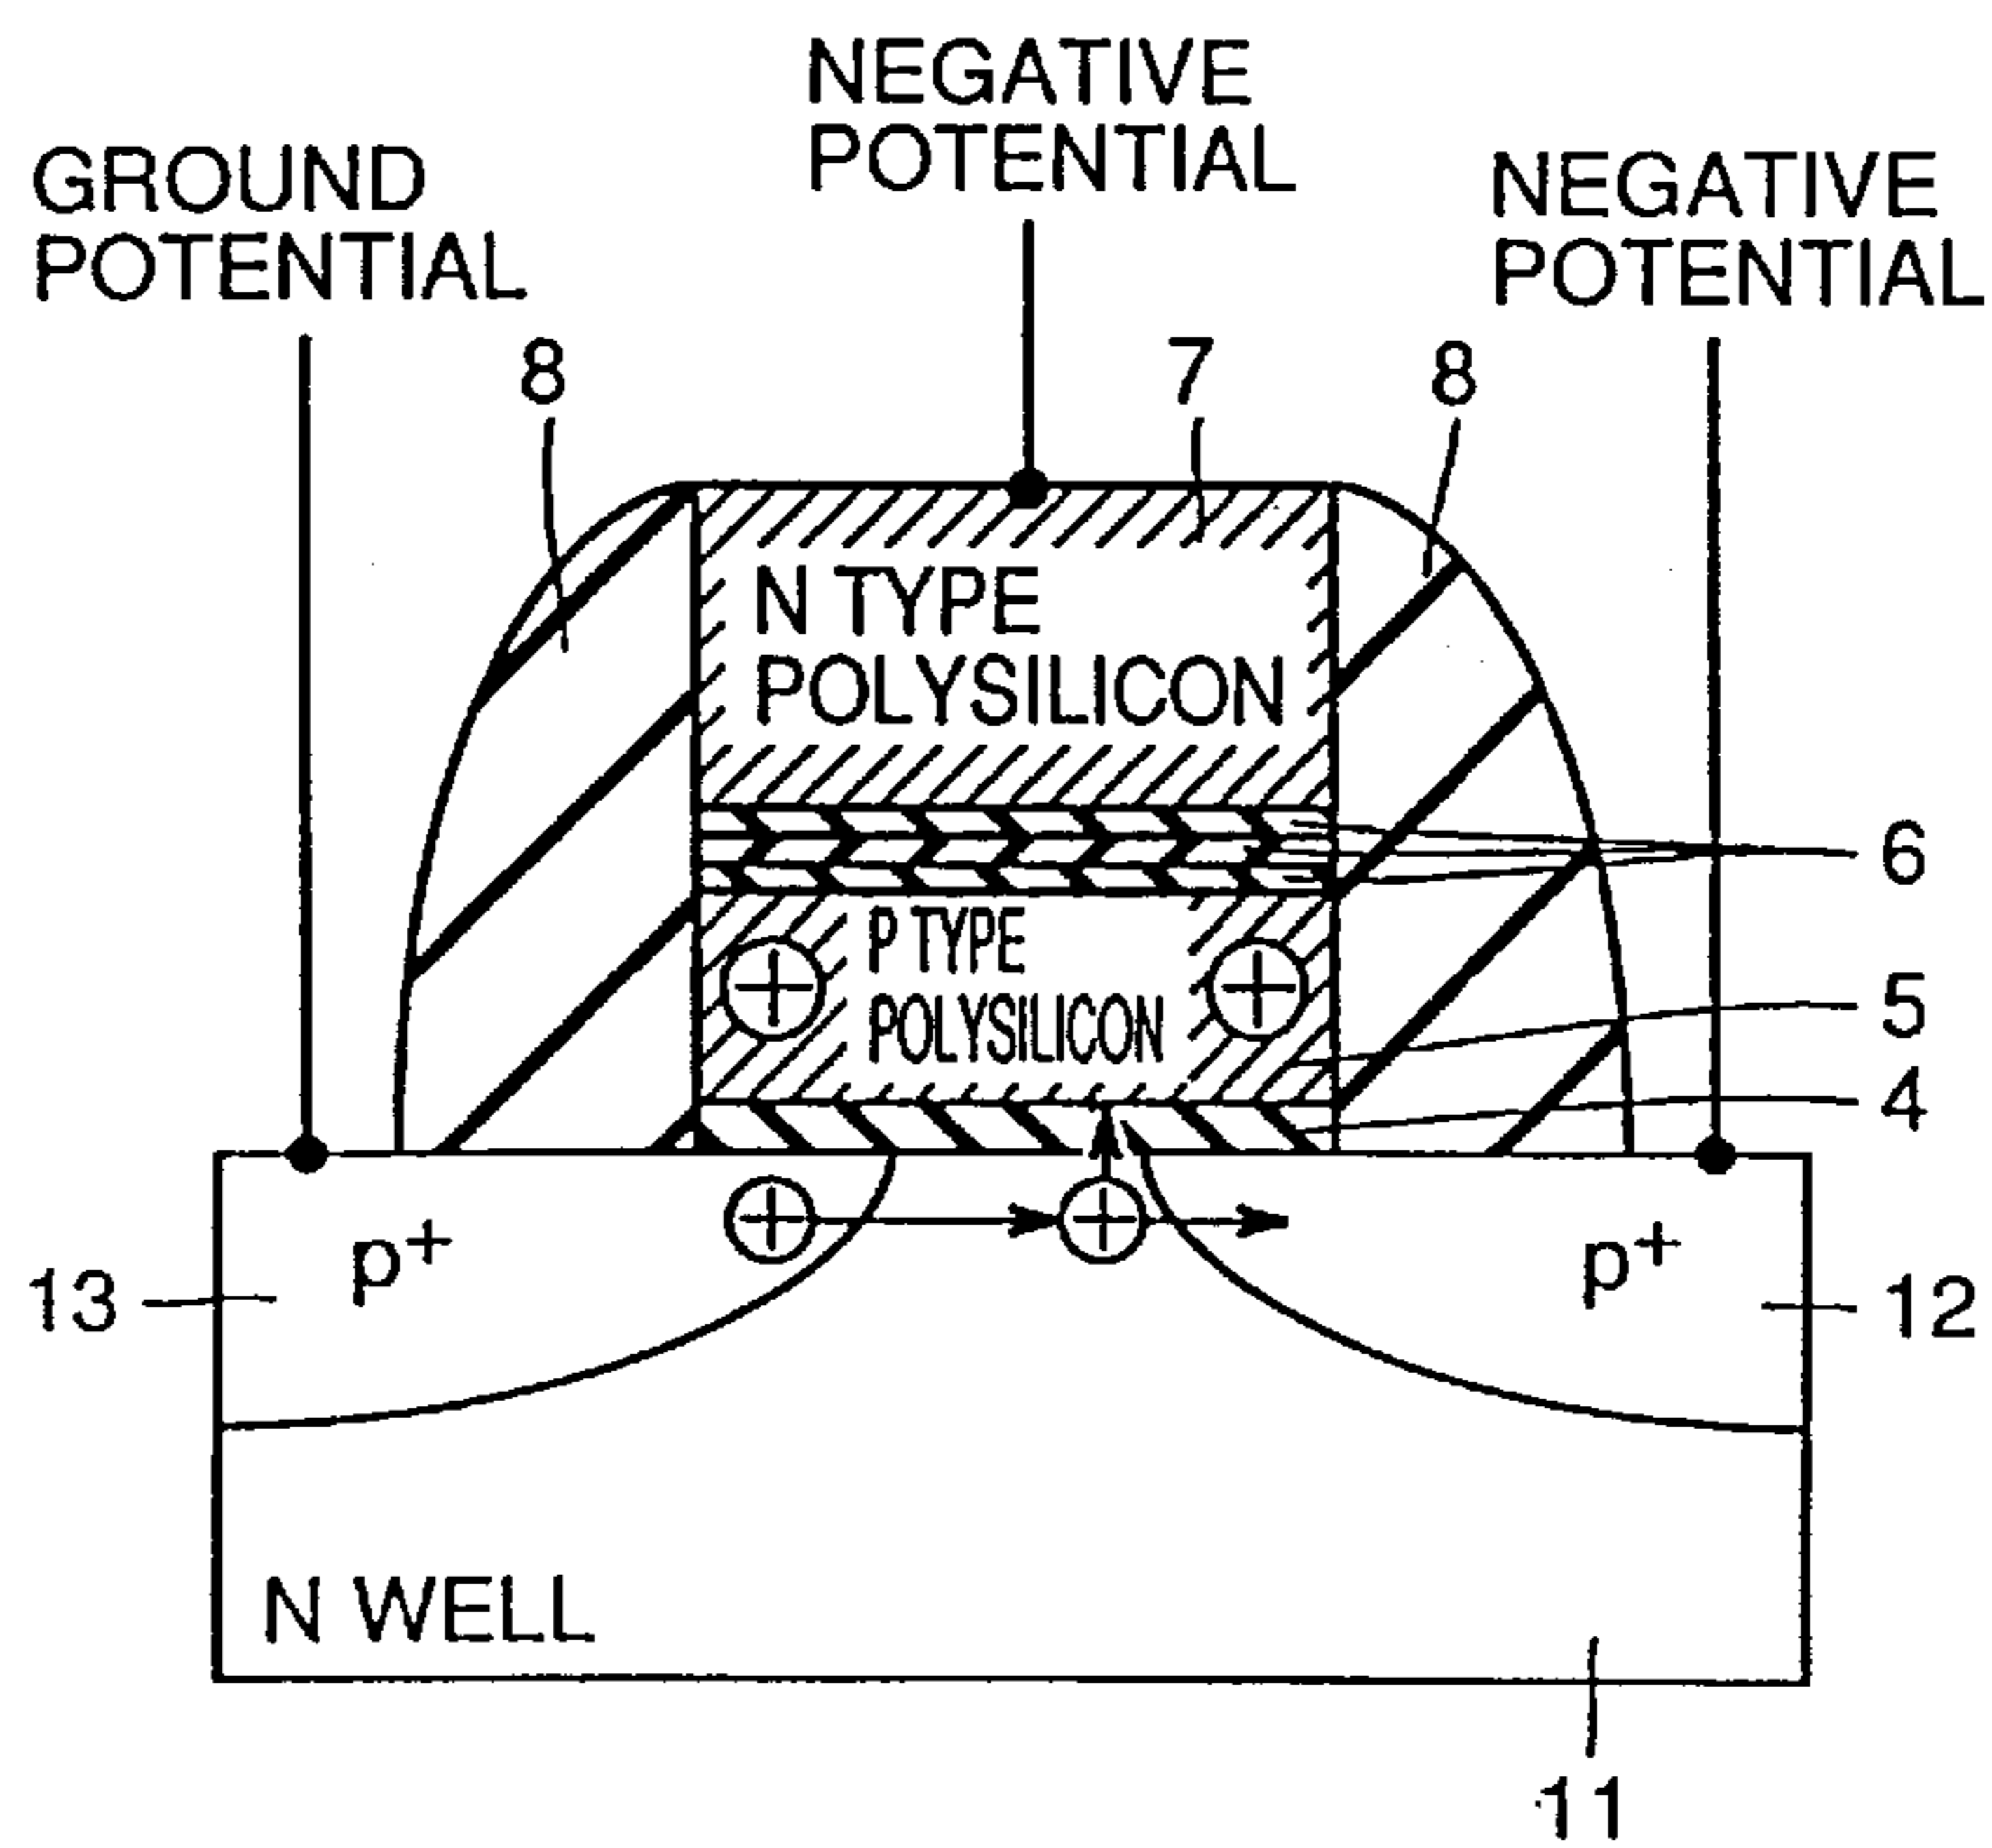 NEGATIVE
POTENTIAL
GROUND
POTENTIAL
NEGATIVE
POTENTIAL
8
7
8
N TYPE
POLYSILICON
6
P TYPE
POLYSILICON
5
4
p+
p+
13
12
N WELL
11